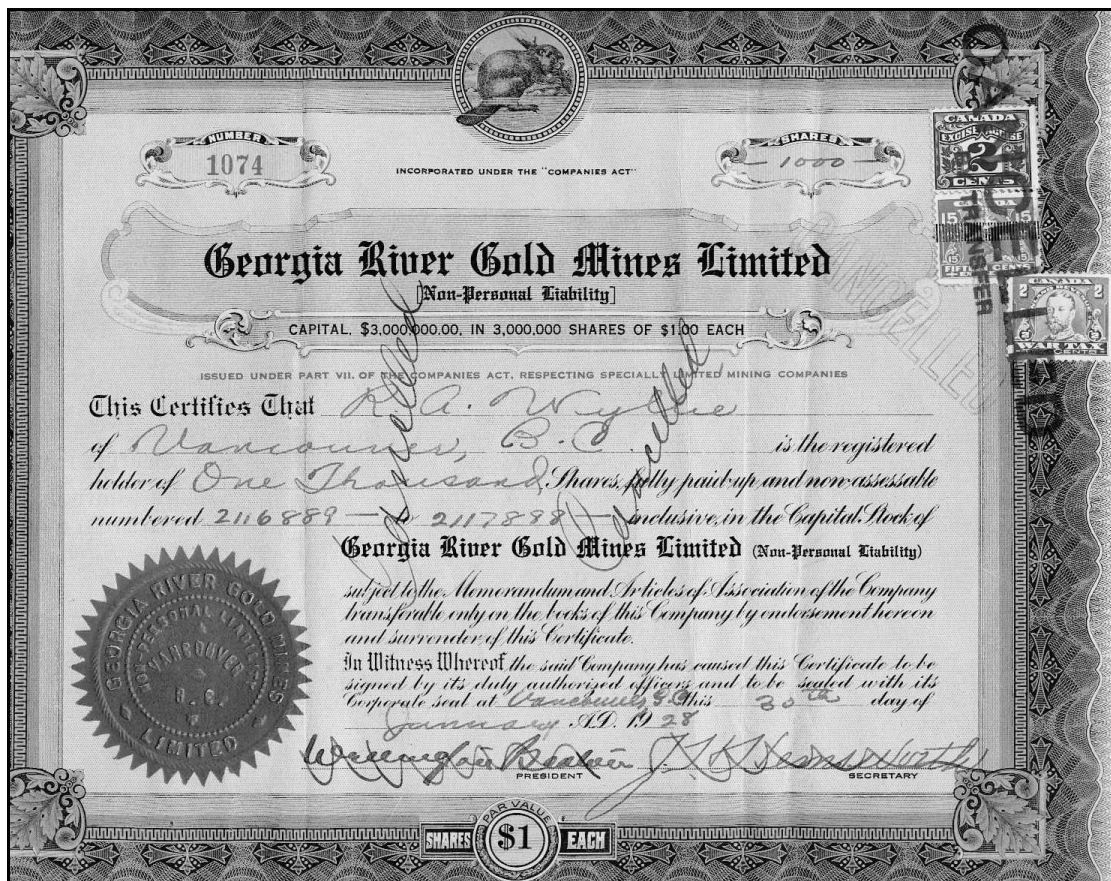 NUMBER
1074
SHARES
1000
INCORPORATED UNDER THE "COMPANIES ACT"
CANADA
EXCISE
2
CENTS
CANADA
15 15
FIFTEEN CENTS
CANADA
2 2
WAR TAX
CENTS
CANCELLED
TRANSFER
CANCELLED
Georgia River Gold Mines Limited
[Non-Personal Liability]
CAPITAL, $3,000,000.00, IN 3,000,000 SHARES OF $1.00 EACH
ISSUED UNDER PART VII. OF THE COMPANIES ACT, RESPECTING SPECIALLY LIMITED MINING COMPANIES
This Certifies That R. A. Wyllie
of Vancouver, B.C. is the registered
holder of One Thousand Shares, fully paid up and non-assessable
numbered 2116889 — to 2117888 — inclusive, in the Capital Stock of
Cancelled
Cancelled
Georgia River Gold Mines Limited (Non-Personal Liability)
subject to the Memorandum and Articles of Association of the Company
transferable only on the books of this Company by endorsement hereon
and surrender of this Certificate.
In Witness Whereof the said Company has caused this Certificate to be
signed by its duly authorized officers and to be sealed with its
Corporate seal at Vancouver, B.C. this 30th day of
January A.D. 1928
PRESIDENT
SECRETARY
GEORGIA RIVER GOLD MINES
NON-PERSONAL LIABILITY
VANCOUVER
B. C.
LIMITED
PAR VALUE
SHARES $1 EACH